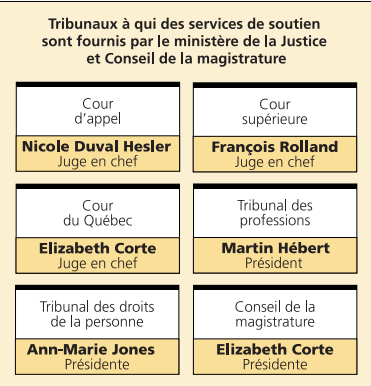 Tribunaux à qui des services de soutien
sont fournis par le ministère de la Justice
et Conseil de la magistrature
Cour
d'appel
Nicole Duval Hesler
Juge en chef
Cour
supérieure
François Rolland
Juge en chef
Cour
du Québec
Elizabeth Corte
Juge en chef
Tribunal des
professions
Martin Hébert
Président
Tribunal des droits
de la personne
Ann-Marie Jones
Présidente
Conseil de la
magistrature
Elizabeth Corte
Présidente